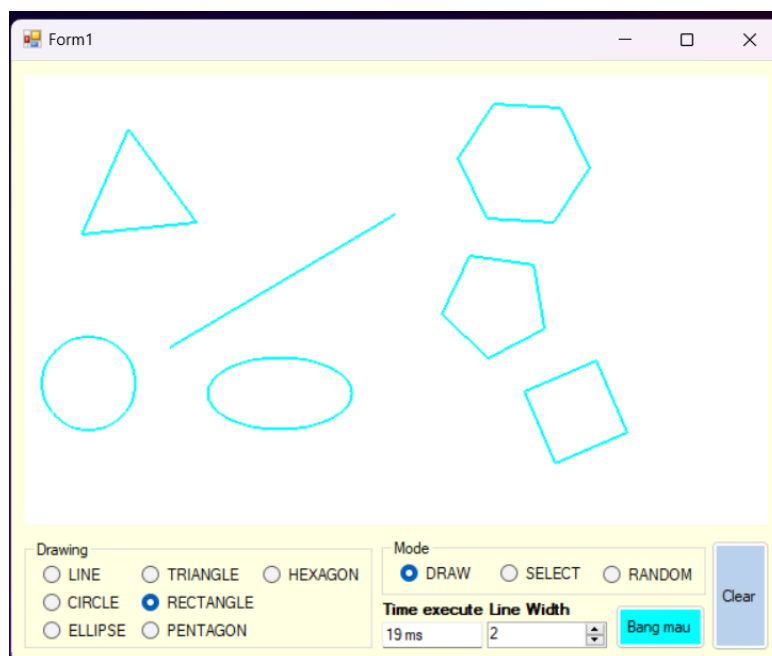 Form1
Drawing
LINE TRIANGLE HEXAGON
CIRCLE RECTANGLE
ELLIPSE PENTAGON
Mode
DRAW SELECT RANDOM
Time execute Line Width
19 ms 2
Bang mau
Clear